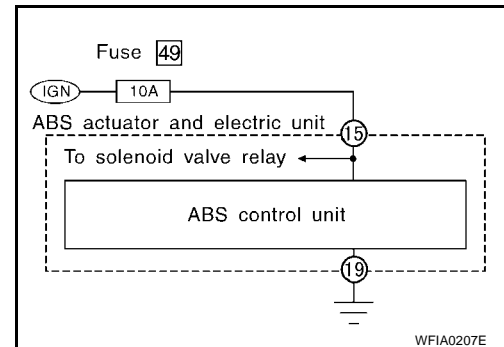 Fuse 49
IGN 10A
ABS actuator and electric unit
15
To solenoid valve relay
ABS control unit
19
WFIA0207E